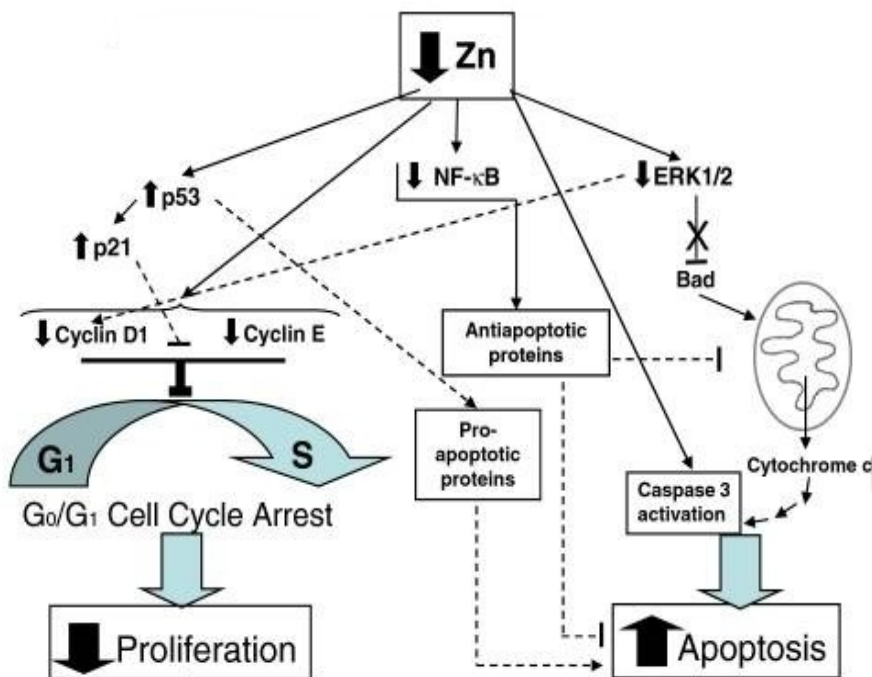 Zn
NF-κB
ERK1/2
p53
p21
Bad
Cyclin D1
Cyclin E
Antiapoptotic
proteins
G1
S
Pro-
apoptotic
proteins
Cytochrome c
Caspase 3
activation
G0/G1 Cell Cycle Arrest
Proliferation
Apoptosis